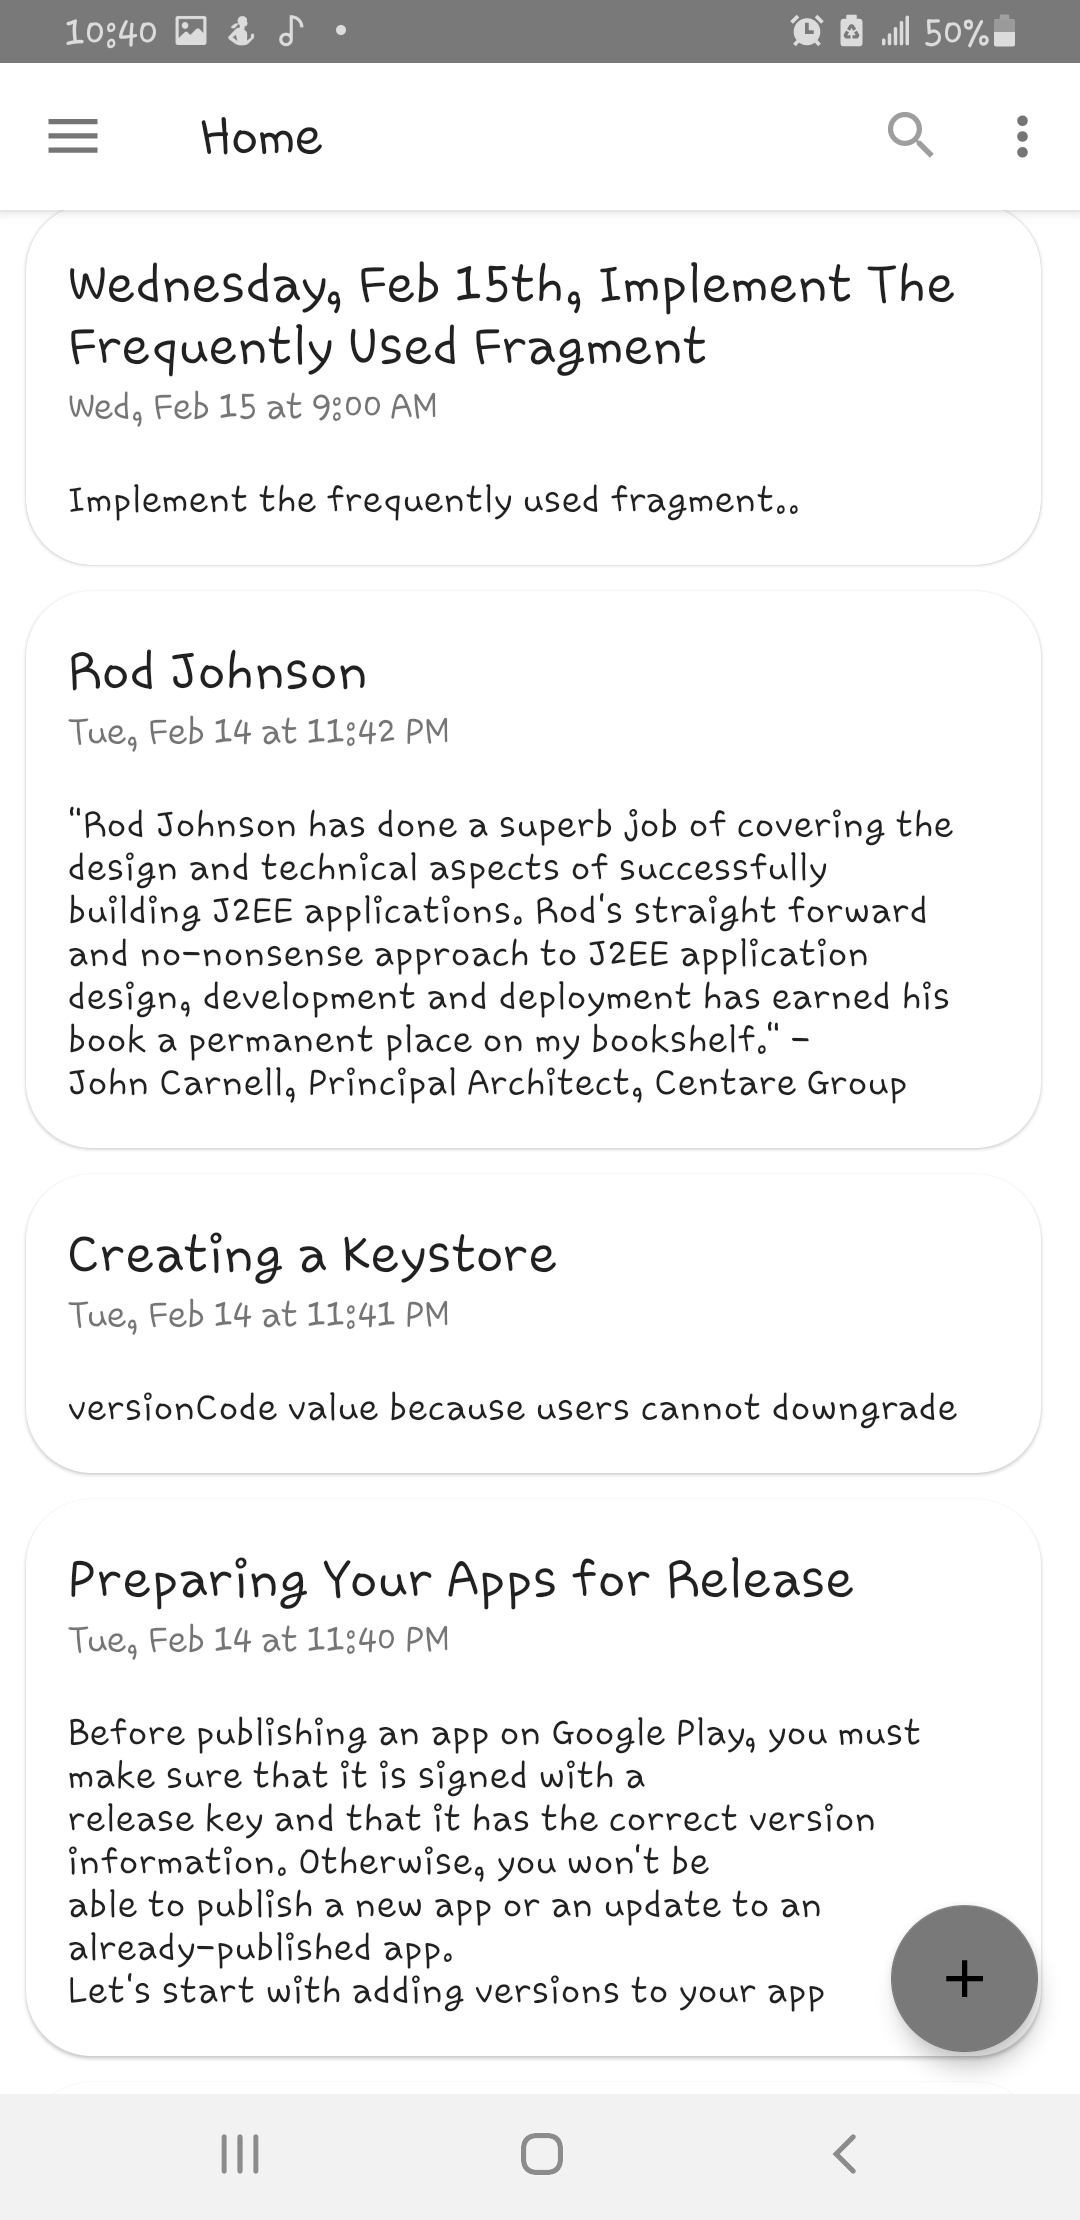 10:40
50%
Home
Wednesday, Feb 15th, Implement The
Frequently Used Fragment
Wed, Feb 15 at 9:00 AM
Implement the frequently used fragment..
Rod Johnson
Tue, Feb 14 at 11:42 PM
"Rod Johnson has done a superb job of covering the
design and technical aspects of successfully
building J2EE applications. Rod's straight forward
and no-nonsense approach to J2EE application
design, development and deployment has earned his
book a permanent place on my bookshelf." -
John Carnell, Principal Architect, Centare Group
Creating a Keystore
Tue, Feb 14 at 11:41 PM
versionCode value because users cannot downgrade
Preparing Your Apps for Release
Tue, Feb 14 at 11:40 PM
Before publishing an app on Google Play, you must
make sure that it is signed with a
release key and that it has the correct version
information. Otherwise, you won't be
able to publish a new app or an update to an
already-published app.
Let's start with adding versions to your app